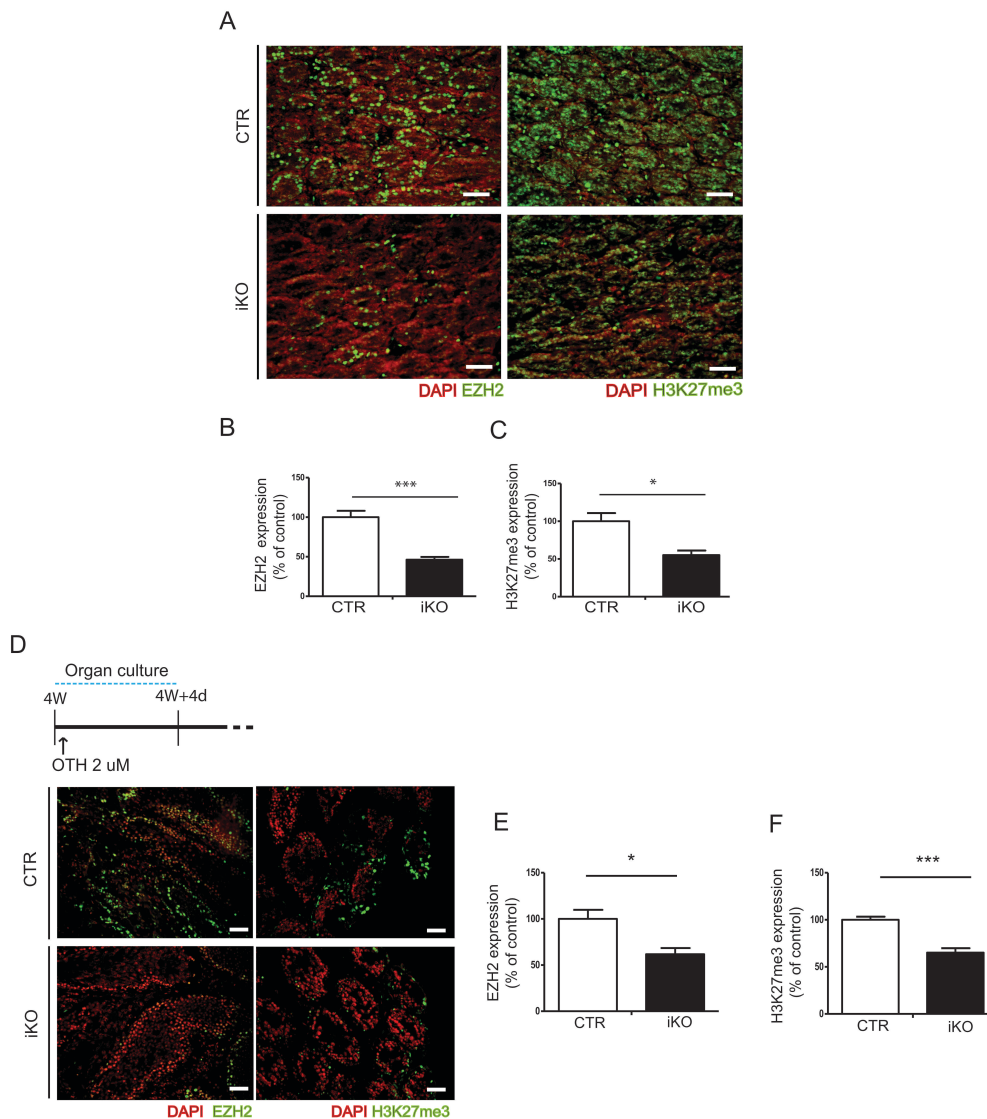 A
CTR
iKO
DAPI EZH2
DAPI H3K27me3
B
EZH2 expression
(% of control)
150
100
50
0
***
CTR
iKO
C
H3K27me3 expression
(% of control)
150
100
50
0
*
CTR
iKO
D
Organ culture
4W
4W+4d
OTH 2 uM
CTR
iKO
DAPI EZH2
DAPI H3K27me3
E
EZH2 expression
(% of control)
150
100
50
0
*
CTR
iKO
F
H3K27me3 expression
(% of control)
150
100
50
0
***
CTR
iKO